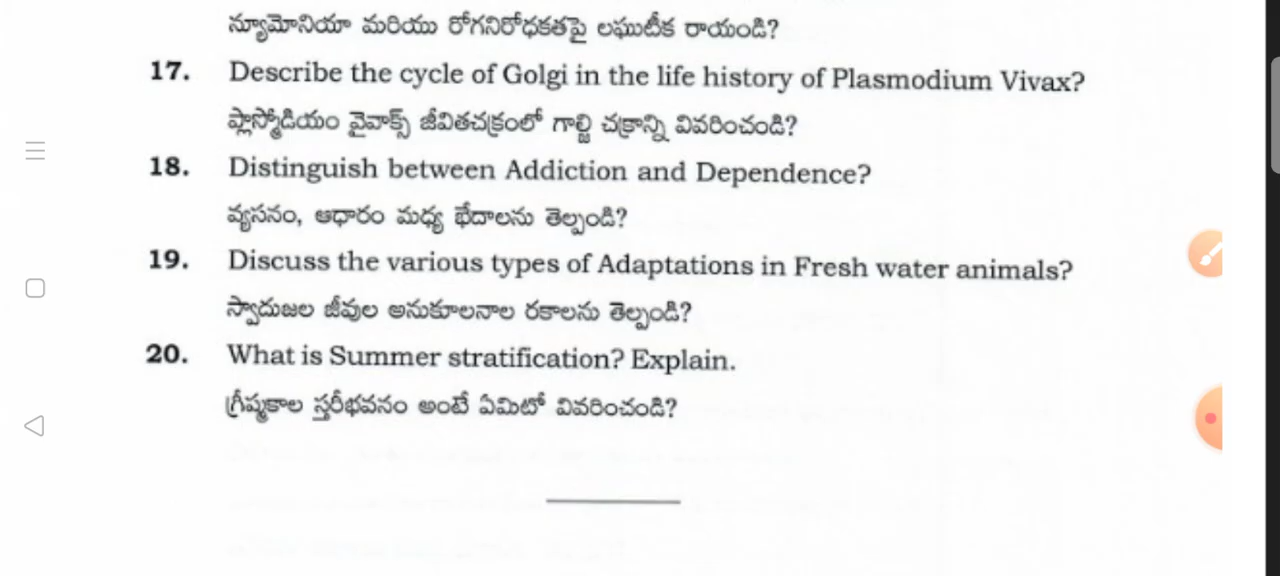 న్యూమోనియా మరియు రోగనిరోధకతపై లఘుటీక రాయండి?
17. Describe the cycle of Golgi in the life history of Plasmodium Vivax?
ప్లాస్మోడియం వైవాక్స్ జీవితచక్రంలో గాల్జి చక్రాన్ని వివరించండి?
18. Distinguish between Addiction and Dependence?
వ్యసనం, ఆధారం మధ్య భేదాలను తెల్పండి?
19. Discuss the various types of Adaptations in Fresh water animals?
స్వాదుజల జీవుల అనుకూలనాల రకాలను తెల్పండి?
20. What is Summer stratification? Explain.
గ్రీష్మకాల స్తరీభవనం అంటే ఏమిటో వివరించండి?